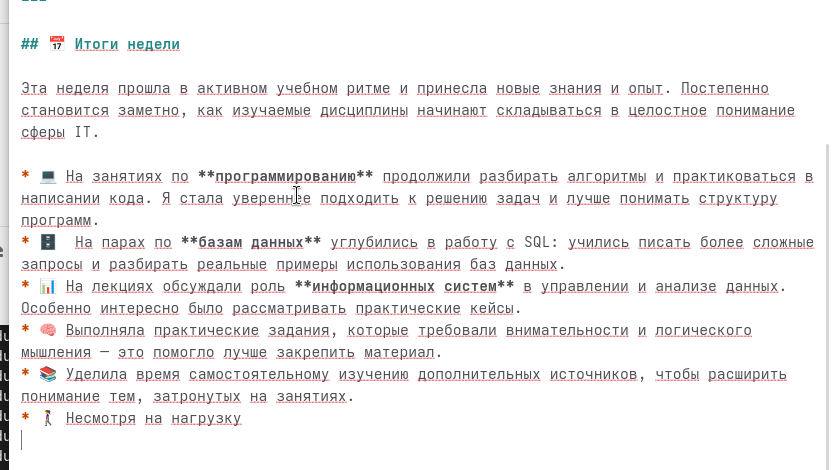 ## 📅 Итоги недели
Эта неделя прошла в активном учебном ритме и принесла новые знания и опыт. Постепенно
становится заметно, как изучаемые дисциплины начинают складываться в целостное понимание
сферы IT.
* 💻 На занятиях по **программированию** продолжили разбирать алгоритмы и практиковаться в
написании кода. Я стала увереннее подходить к решению задач и лучше понимать структуру
программ.
* 🗄️ На парах по **базам данных** углубились в работу с SQL: учились писать более сложные
запросы и разбирать реальные примеры использования баз данных.
* 📊 На лекциях обсуждали роль **информационных систем** в управлении и анализе данных.
Особенно интересно было рассматривать практические кейсы.
* 🧠 Выполняла практические задания, которые требовали внимательности и логического
мышления — это помогло лучше закрепить материал.
* 📚 Уделила время самостоятельному изучению дополнительных источников, чтобы расширить
понимание тем, затронутых на занятиях.
* 🚶‍♀️ Несмотря на нагрузку